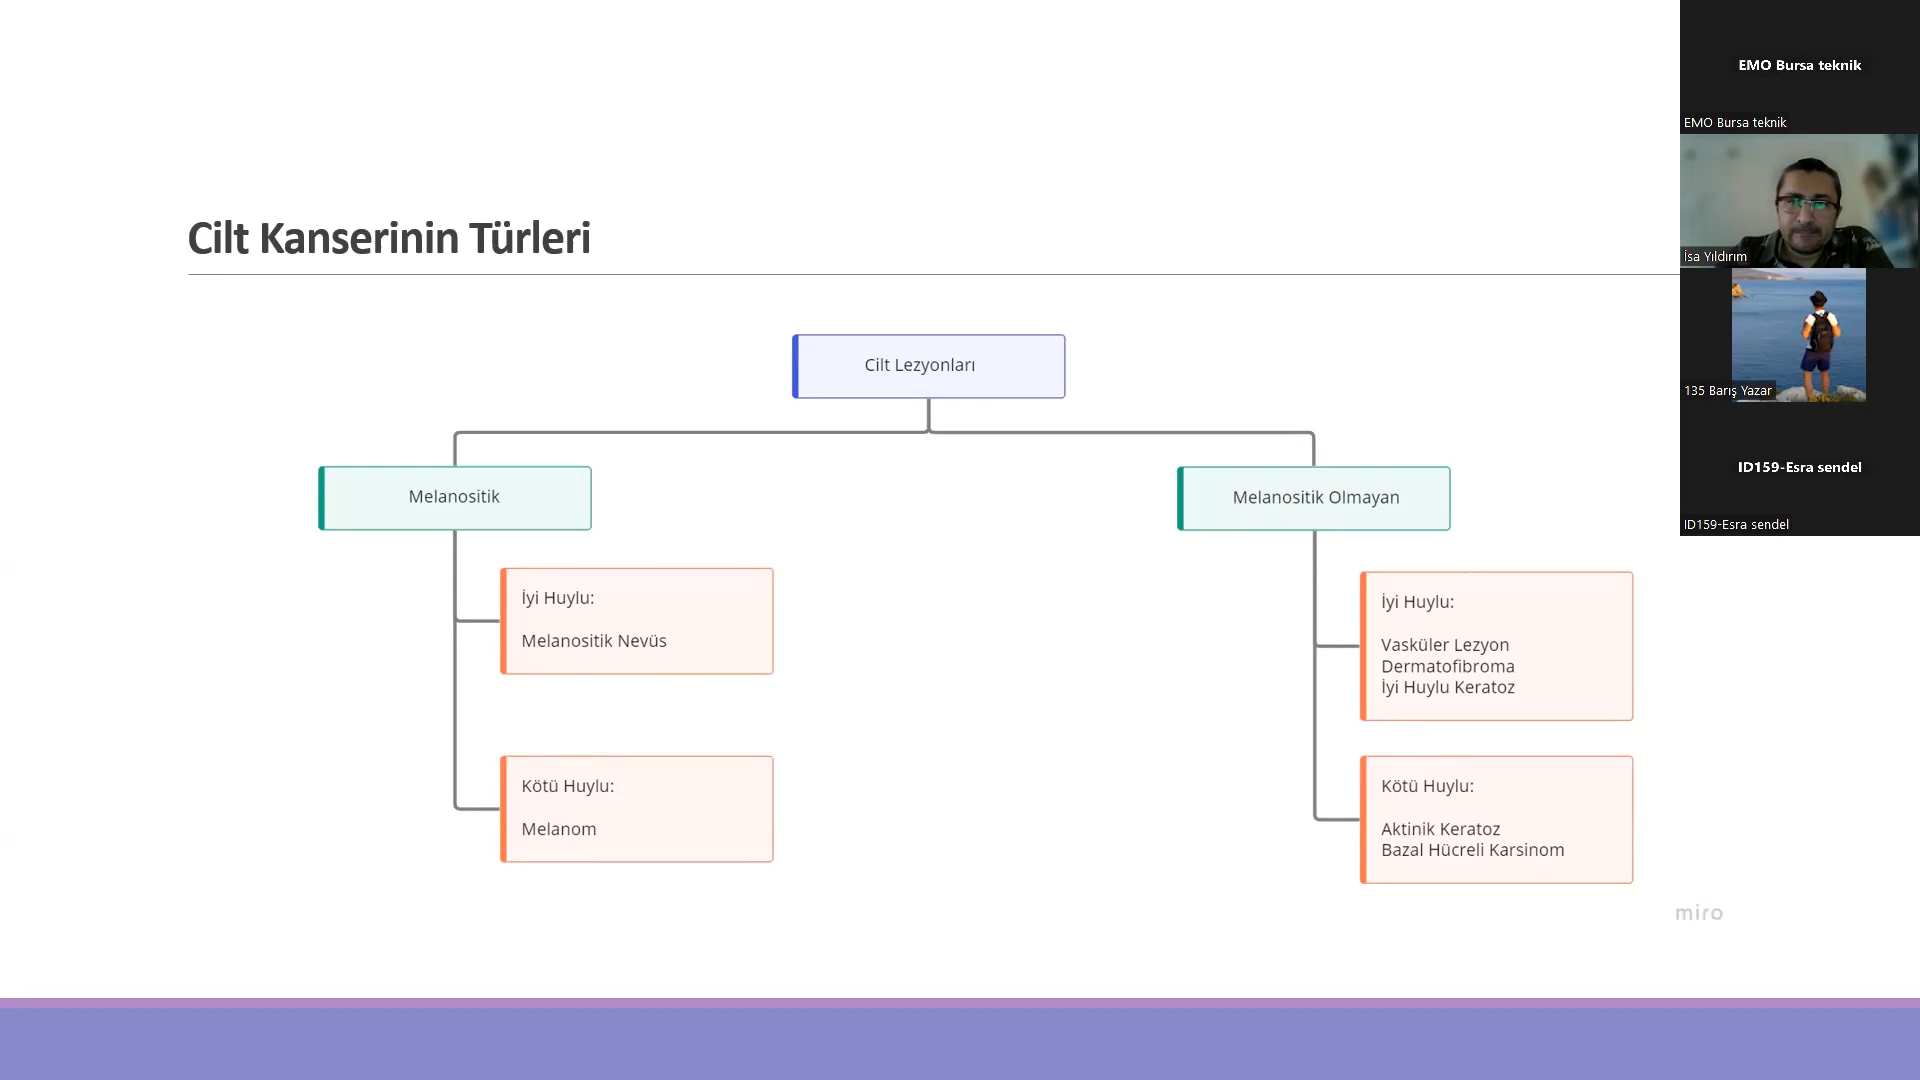 Cilt Kanserinin Türleri
Cilt Lezyonları
Melanositik
İyi Huylu:
Melanositik Nevüs
Kötü Huylu:
Melanom
Melanositik Olmayan
İyi Huylu:
Vasküler Lezyon
Dermatofibroma
İyi Huylu Keratoz
Kötü Huylu:
Aktinik Keratoz
Bazal Hücreli Karsinom
miro
EMO Bursa teknik
EMO Bursa teknik
İsa Yıldırım
135 Barış Yazar
ID159-Esra sendel
ID159-Esra sendel